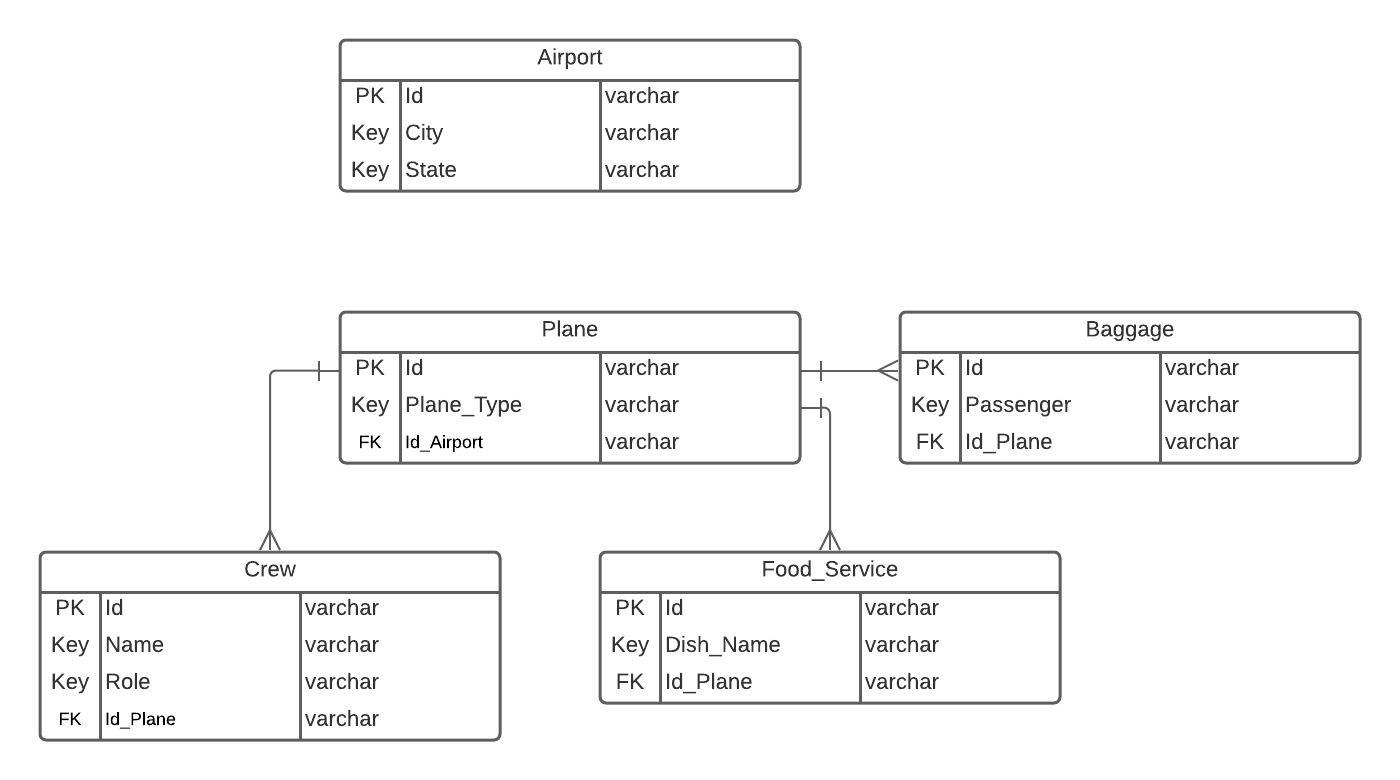 Airport
PK Id varchar
Key City varchar
Key State varchar
Plane
PK Id varchar
Key Plane_Type varchar
FK Id_Airport varchar
Baggage
PK Id varchar
Key Passenger varchar
FK Id_Plane varchar
Crew
PK Id varchar
Key Name varchar
Key Role varchar
FK Id_Plane varchar
Food_Service
PK Id varchar
Key Dish_Name varchar
FK Id_Plane varchar